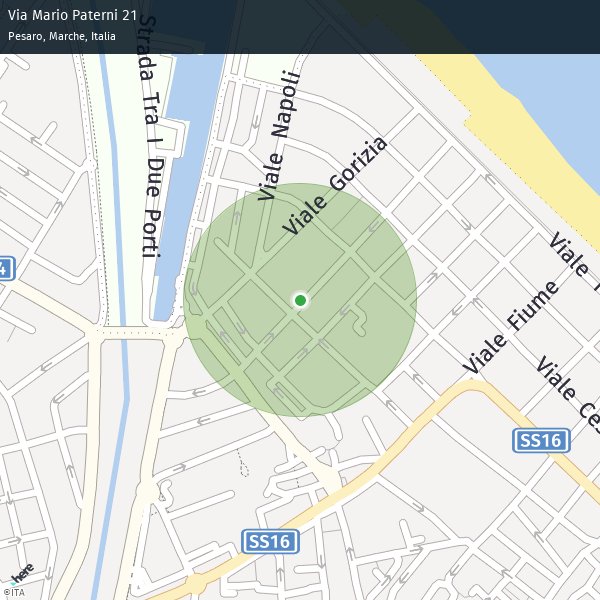 Via Mario Paterni 21
Pesaro, Marche, Italia
Strada Tra I Due Porti
Viale Napoli
Viale Gorizia
4
Viale T
Viale Fiume
Viale Ces
SS16
SS16
here
©iTA